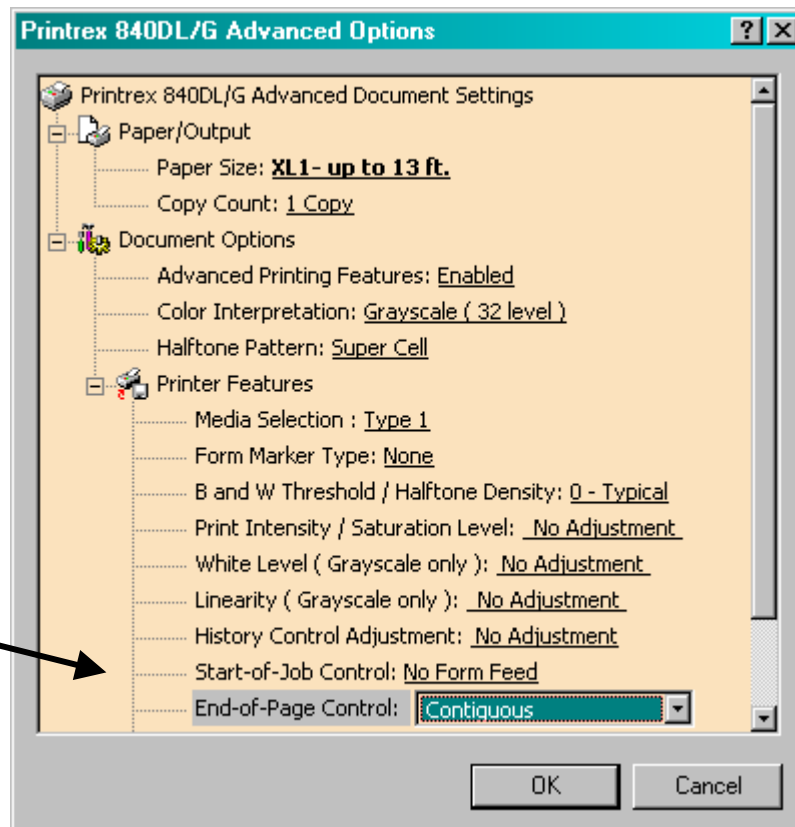 Printrex 840DL/G Advanced Options
Printrex 840DL/G Advanced Document Settings
Paper/Output
Paper Size: XL1- up to 13 ft.
Copy Count: 1 Copy
Document Options
Advanced Printing Features: Enabled
Color Interpretation: Grayscale ( 32 level )
Halftone Pattern: Super Cell
Printer Features
Media Selection : Type 1
Form Marker Type: None
B and W Threshold / Halftone Density: 0 - Typical
Print Intensity / Saturation Level: No Adjustment
White Level ( Grayscale only ): No Adjustment
Linearity ( Grayscale only ): No Adjustment
History Control Adjustment: No Adjustment
Start-of-Job Control: No Form Feed
End-of-Page Control: Contiguous
OK Cancel